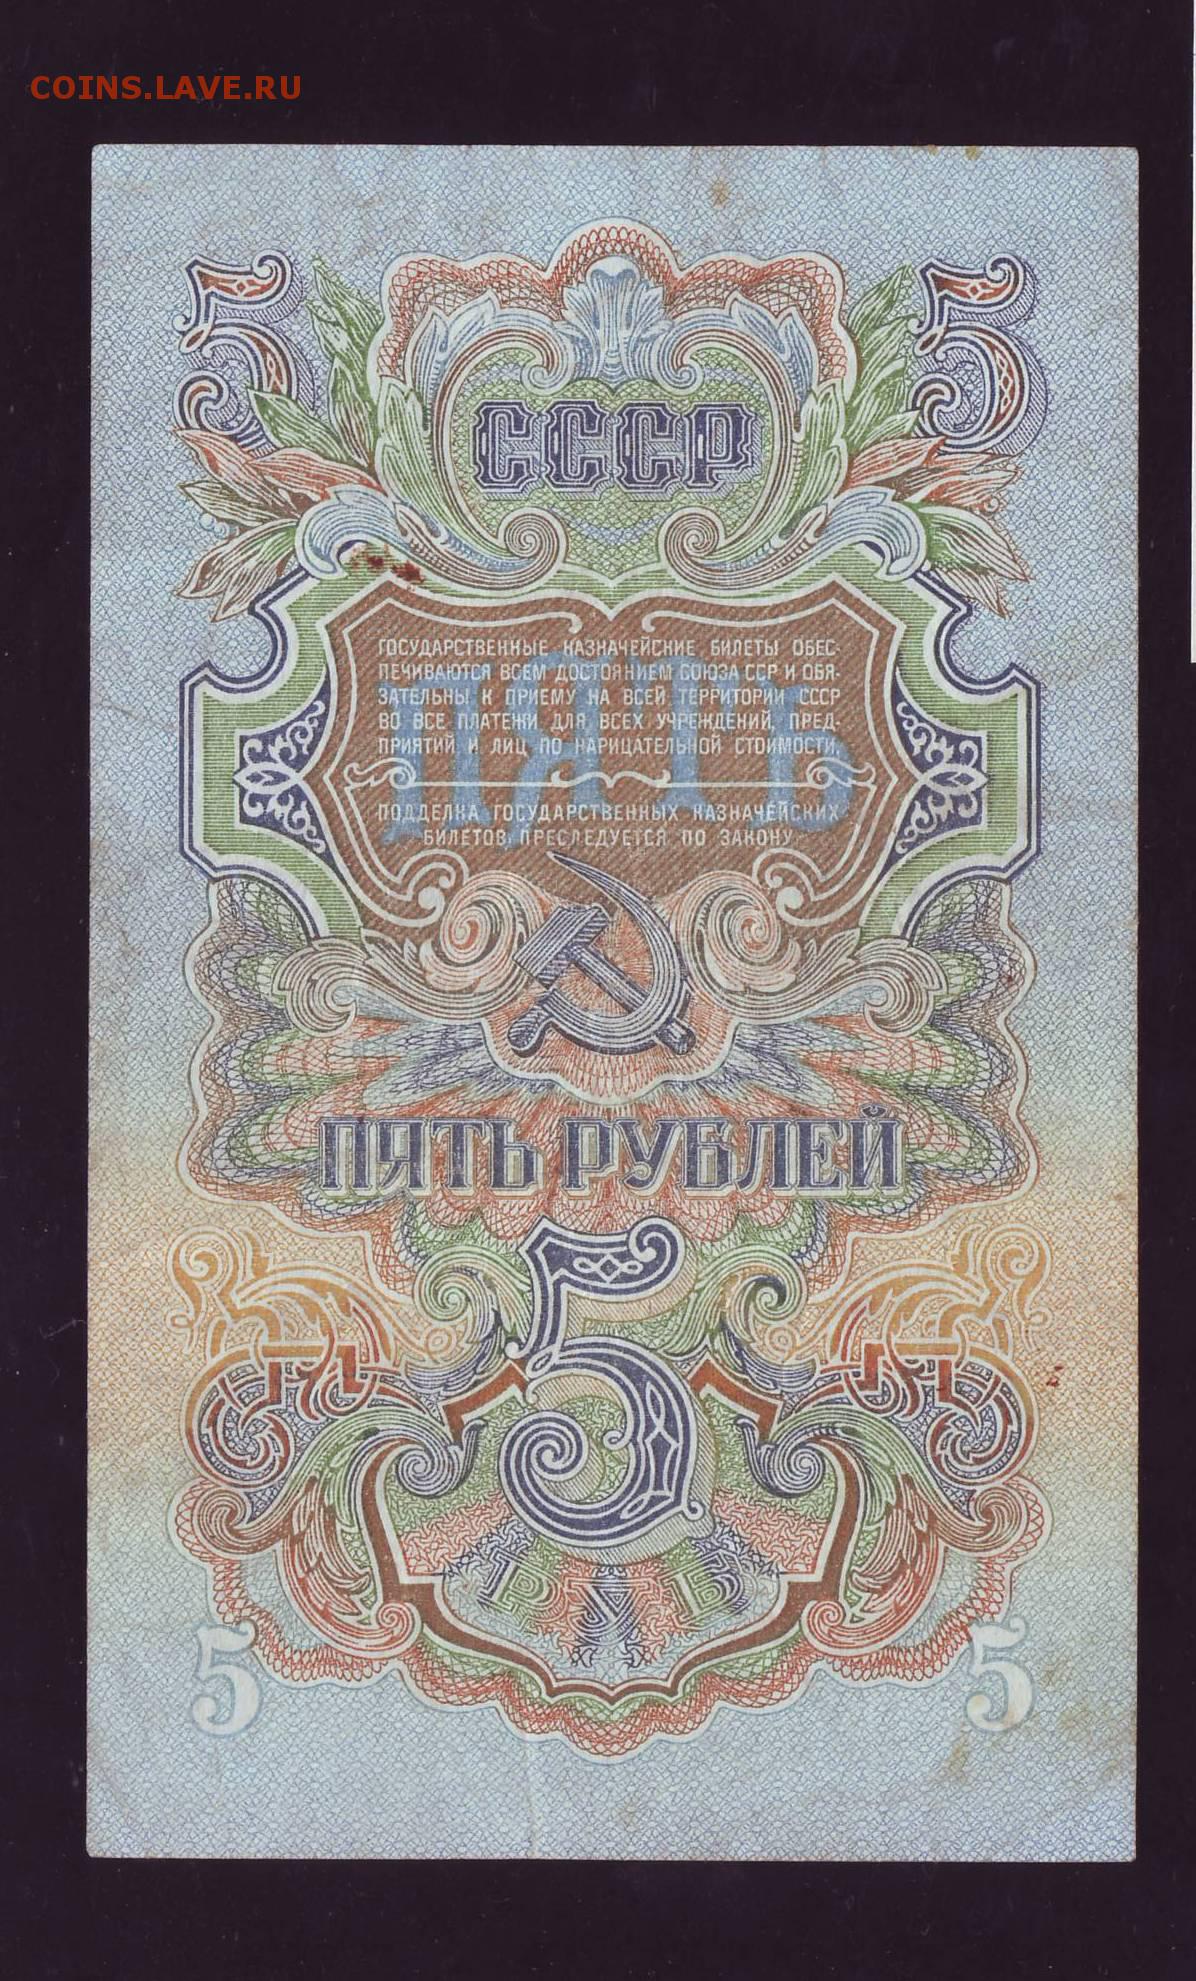 COINS.LAVE.RU
5 5
СССР
ГОСУДАРСТВЕННЫЕ КАЗНАЧЕЙСКИЕ БИЛЕТЫ ОБЕС-
ПЕЧИВАЮТСЯ ВСЕМ ДОСТОЯНИЕМ СОЮЗА ССР И ОБЯ-
ЗАТЕЛЬНЫ К ПРИЕМУ НА ВСЕЙ ТЕРРИТОРИИ СССР
ВО ВСЕ ПЛАТЕЖИ ДЛЯ ВСЕХ УЧРЕЖДЕНИЙ, ПРЕД-
ПРИЯТИЙ И ЛИЦ ПО НАРИЦАТЕЛЬНОЙ СТОИМОСТИ.
ПЯТЬ
ПОДДЕЛКА ГОСУДАРСТВЕННЫХ КАЗНАЧЕЙСКИХ
БИЛЕТОВ ПРЕСЛЕДУЕТСЯ ПО ЗАКОНУ
ПЯТЬ РУБЛЕЙ
5
РУБ
5 5